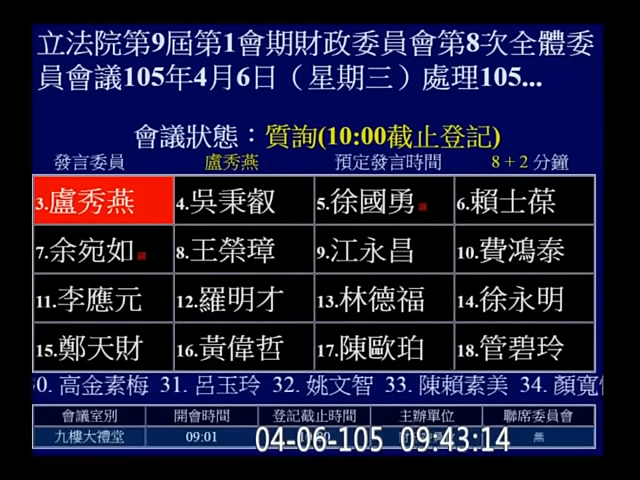 立法院第9屆第1會期財政委員會第8次全體委
員會議105年4月6日（星期三）處理105...
會議狀態：質詢(10:00截止登記)
發言委員 盧秀燕 預定發言時間 8 + 2 分鐘
3.盧秀燕 4.吳秉叡 5.徐國勇 6.賴士葆
7.余宛如 8.王榮璋 9.江永昌 10.費鴻泰
11.李應元 12.羅明才 13.林德福 14.徐永明
15.鄭天財 16.黃偉哲 17.陳歐珀 18.管碧玲
30. 高金素梅 31. 呂玉玲 32. 姚文智 33. 陳賴素美 34. 顏寬恒
會議室別 開會時間 登記截止時間 主辦單位 聯席委員會
九樓大禮堂 09:01 無
04-06-105 09:43:14